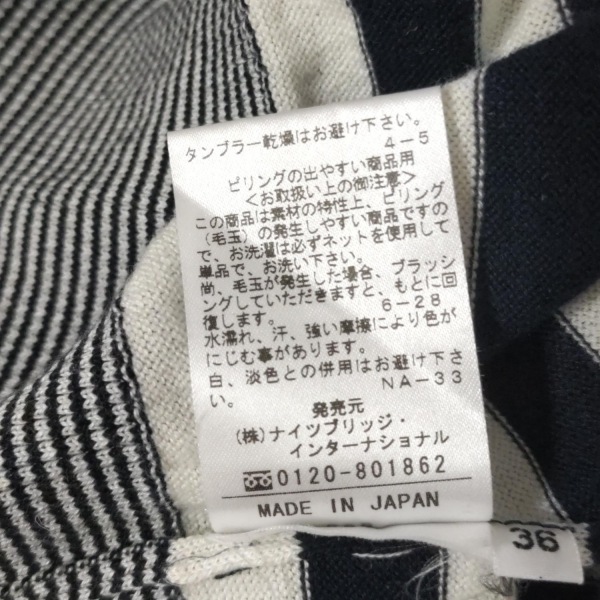 タンブラー乾燥はお避け下さい。
4-5
ピリングの出やすい商品用
<お取扱い上の御注意>
この商品は素材の特性上、ピリング
(毛玉)の発生しやすい商品ですの
で、お洗濯は必ずネットを使用して
単品で、お洗い下さい。
尚、毛玉が発生した場合、ブラッシ
ングしていただきますと、もとに回
復します。
6-28
水濡れ、汗、強い摩擦により色が
にじむ事があります。
白、淡色との併用はお避け下さ
い。
NA-33
発売元
(株)ナイツブリッジ・
インターナショナル
0120-801862
MADE IN JAPAN
36